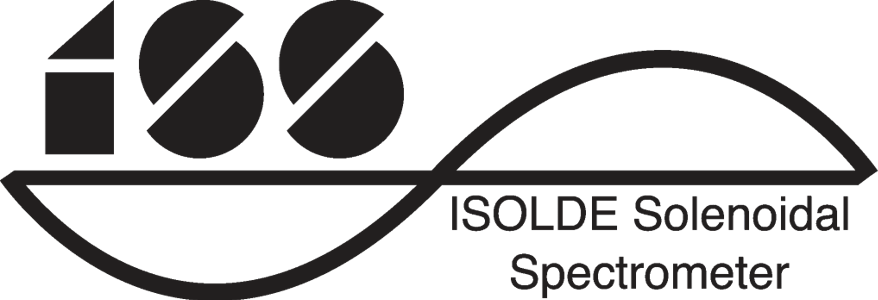 iss
ISOLDE Solenoidal
Spectrometer